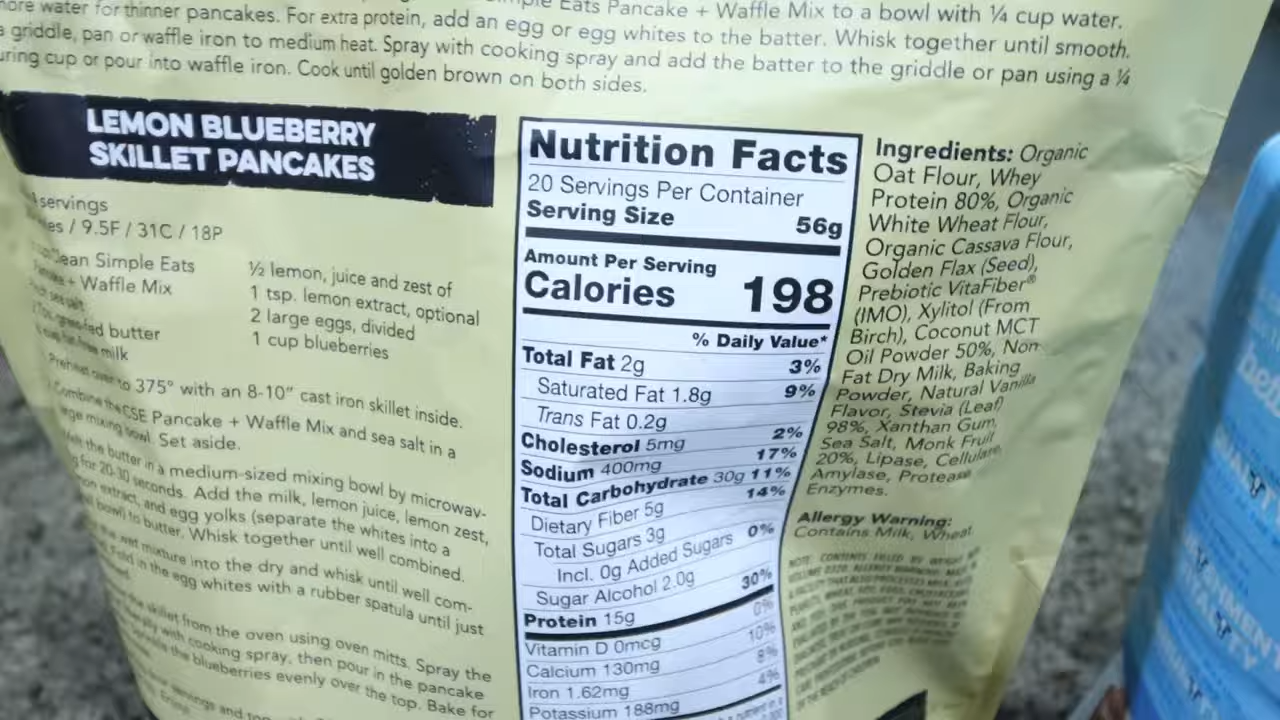 more water for thinner pancakes. For extra protein, add an egg or egg whites to the batter. Whisk together until smooth.
Eats Pancake + Waffle Mix to a bowl with ¼ cup water.
griddle, pan or waffle iron to medium heat. Spray with cooking spray and add the batter to the griddle or pan using a ¼
cup or pour into waffle iron. Cook until golden brown on both sides.
LEMON BLUEBERRY
SKILLET PANCAKES
servings
/ 9.5F / 31C / 18P
Clean Simple Eats
+ Waffle Mix
sea salt
butter
milk
½ lemon, juice and zest of
1 tsp. lemon extract, optional
2 large eggs, divided
1 cup blueberries
Preheat oven to 375° with an 8-10" cast iron skillet inside.
Combine the CSE Pancake + Waffle Mix and sea salt in a
large mixing bowl. Set aside.
Melt the butter in a medium-sized mixing bowl by microwav-
for 20-30 seconds. Add the milk, lemon juice, lemon zest,
extract, and egg yolks (separate the whites into a
bowl) to butter. Whisk together until well combined.
the wet mixture into the dry and whisk until well com-
Fold in the egg whites with a rubber spatula until just
the skillet from the oven using oven mitts. Spray the
with cooking spray, then pour in the pancake
the blueberries evenly over the top. Bake for
Nutrition Facts
20 Servings Per Container
Serving Size 56g
Amount Per Serving
Calories 198
% Daily Value*
Total Fat 2g 3%
Saturated Fat 1.8g 9%
Trans Fat 0.2g
Cholesterol 5mg 2%
Sodium 400mg 17%
Total Carbohydrate 30g 11%
Dietary Fiber 5g 14%
Total Sugars 3g
Incl. 0g Added Sugars 0%
Sugar Alcohol 2.0g
Protein 15g 30%
Vitamin D 0mcg 0%
Calcium 130mg 10%
Iron 1.62mg 8%
Potassium 188mg 4%
Ingredients: Organic
Oat Flour, Whey
Protein 80%, Organic
White Wheat Flour,
Organic Cassava Flour,
Golden Flax (Seed),
Prebiotic VitaFiber®
(IMO), Xylitol (From
Birch), Coconut MCT
Oil Powder 50%, Non
Fat Dry Milk, Baking
Powder, Natural Vanilla
Flavor, Stevia (Leaf)
98%, Xanthan Gum,
Sea Salt, Monk Fruit
20%, Lipase, Cellulase,
Amylase, Protease
Enzymes.
Allergy Warning:
Contains Milk, Wheat.